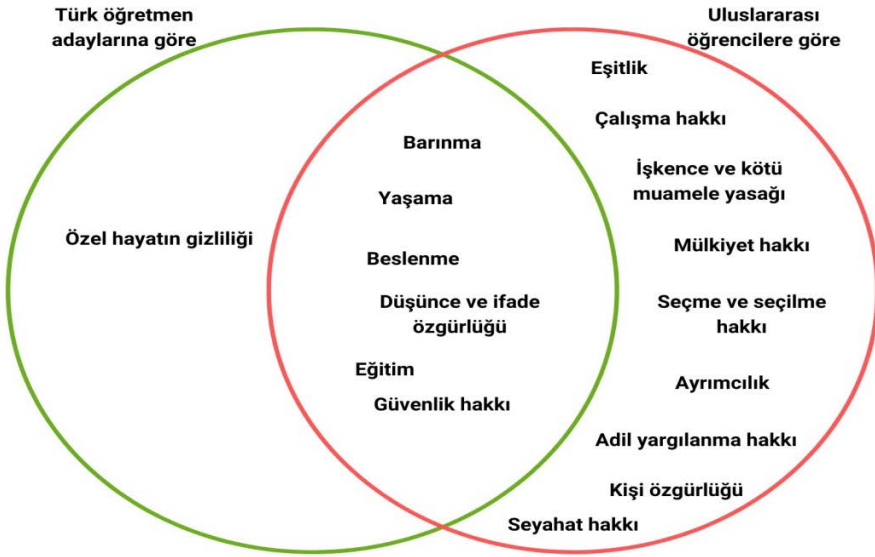 Türk öğretmen
adaylarına göre
Uluslararası
öğrencilere göre
Özel hayatın gizliliği
Barınma
Yaşama
Beslenme
Düşünce ve ifade
özgürlüğü
Eğitim
Güvenlik hakkı
Eşitlik
Çalışma hakkı
İşkence ve kötü
muamele yasağı
Mülkiyet hakkı
Seçme ve seçilme
hakkı
Ayrımcılık
Adil yargılanma hakkı
Kişi özgürlüğü
Seyahat hakkı